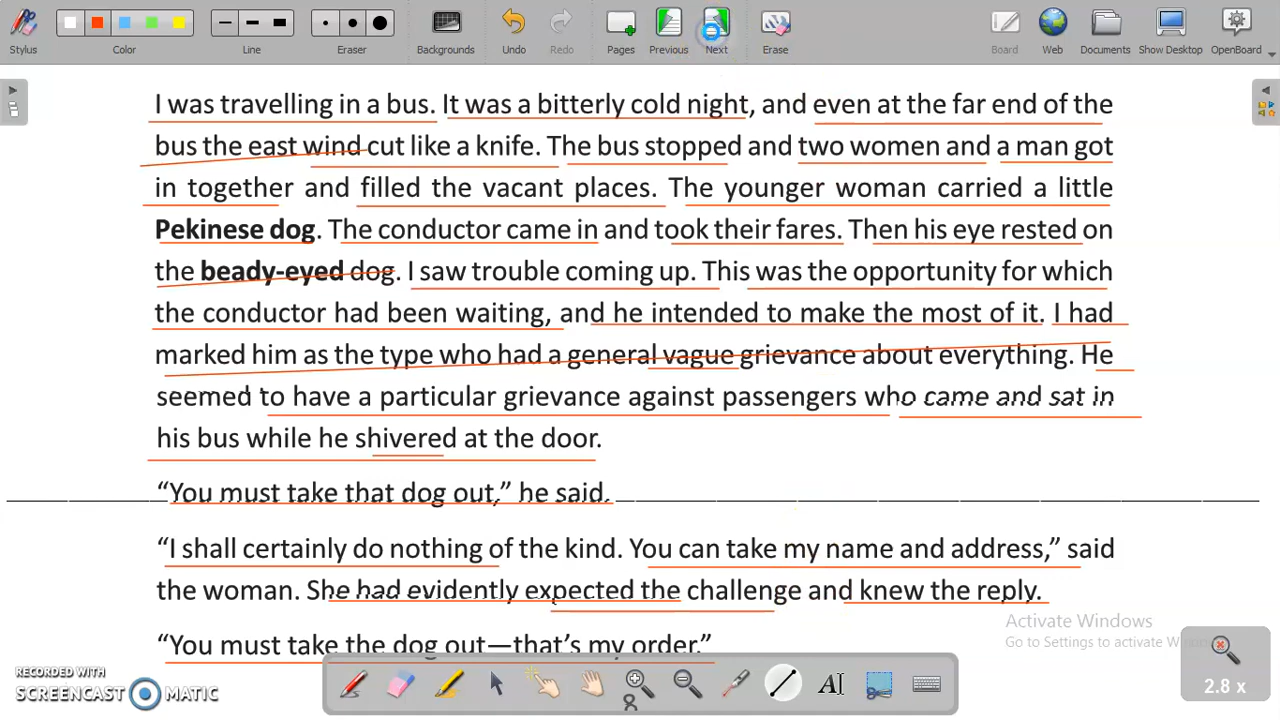 Stylus
Color
Line
Eraser
Backgrounds
Undo
Redo
Pages
Previous
Next
Erase
Board
Web
Documents
Show Desktop
OpenBoard
I was travelling in a bus. It was a bitterly cold night, and even at the far end of the
bus the east wind cut like a knife. The bus stopped and two women and a man got
in together and filled the vacant places. The younger woman carried a little
Pekinese dog. The conductor came in and took their fares. Then his eye rested on
the beady-eyed dog. I saw trouble coming up. This was the opportunity for which
the conductor had been waiting, and he intended to make the most of it. I had
marked him as the type who had a general vague grievance about everything. He
seemed to have a particular grievance against passengers who came and sat in
his bus while he shivered at the door.
“You must take that dog out,” he said.
“I shall certainly do nothing of the kind. You can take my name and address,” said
the woman. She had evidently expected the challenge and knew the reply.
“You must take the dog out—that’s my order.”
Activate Windows
Go to Settings to activate Windows.
RECORDED WITH
SCREENCAST MATIC
2.8 x